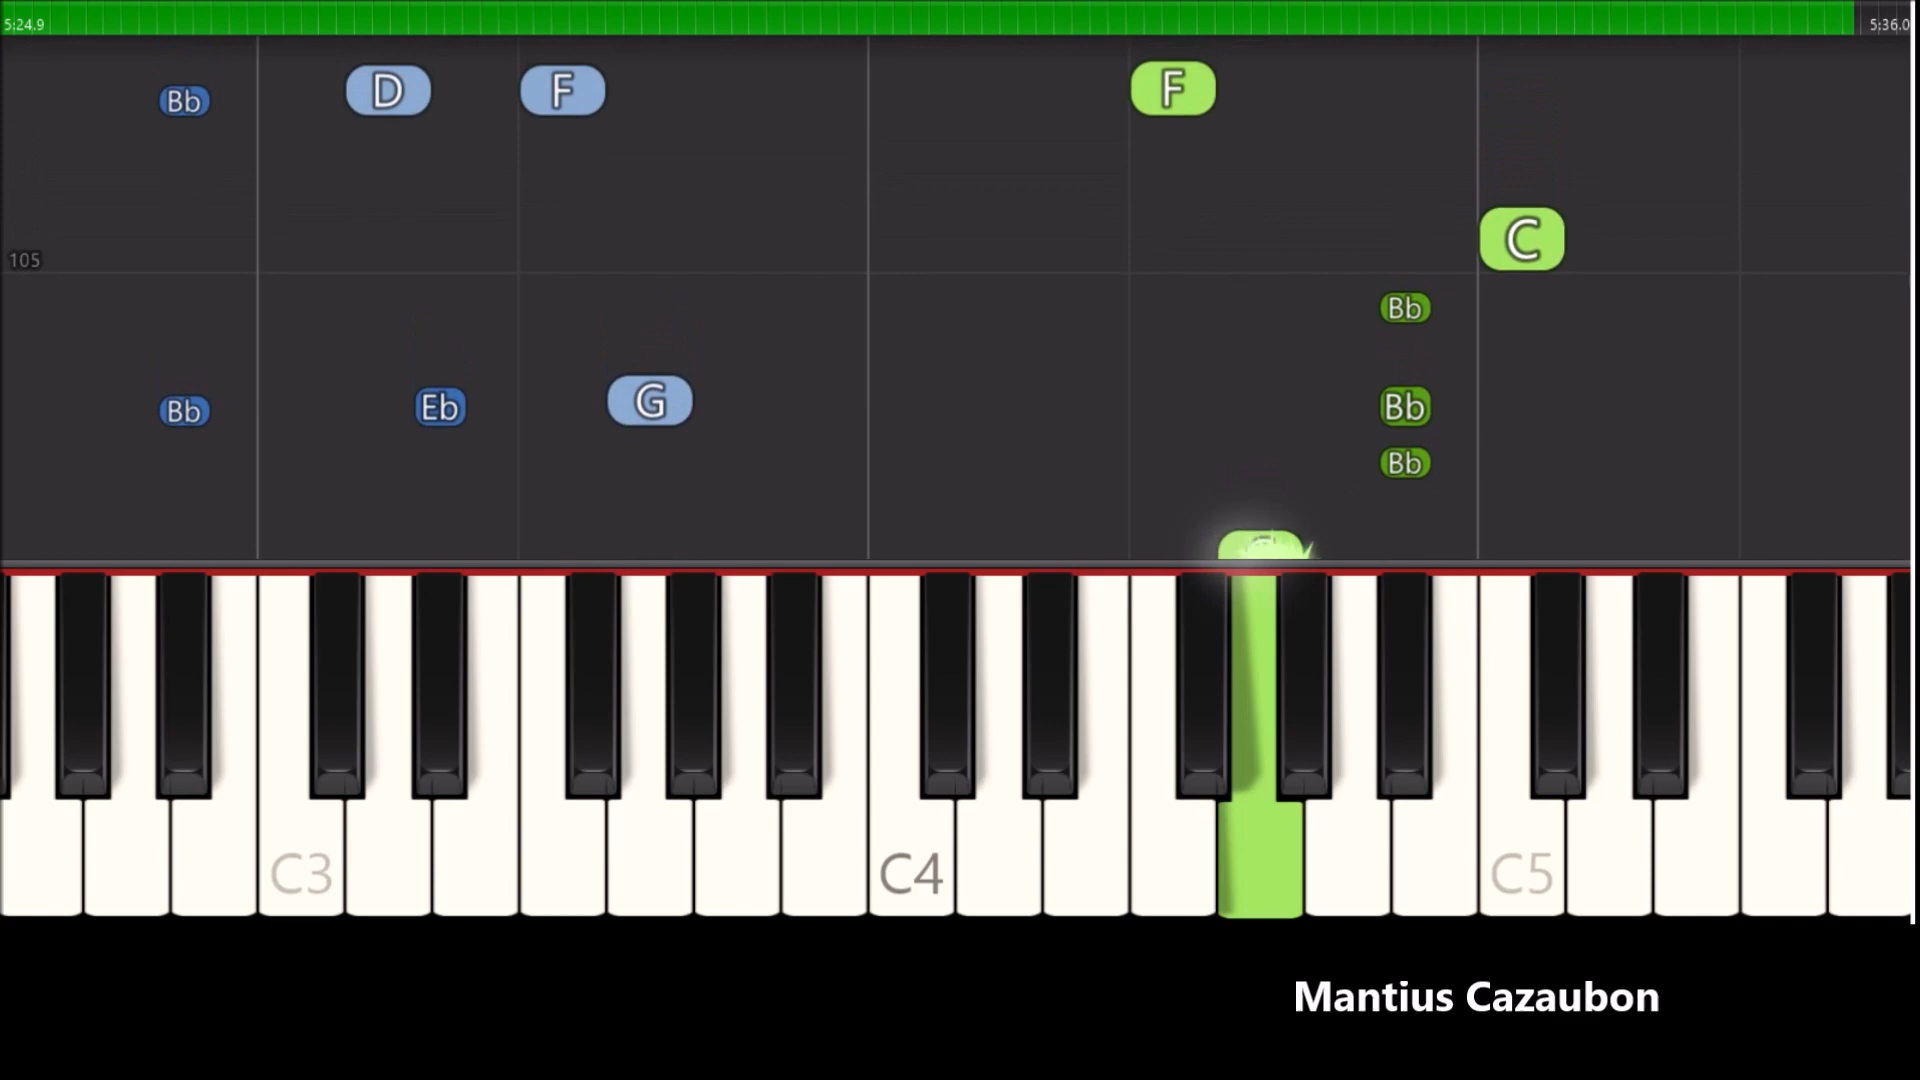 5:24.9 5:36.0
Bb D F F
C
105
Bb
Bb Eb G Bb
Bb
C3 C4 C5
Mantius Cazaubon